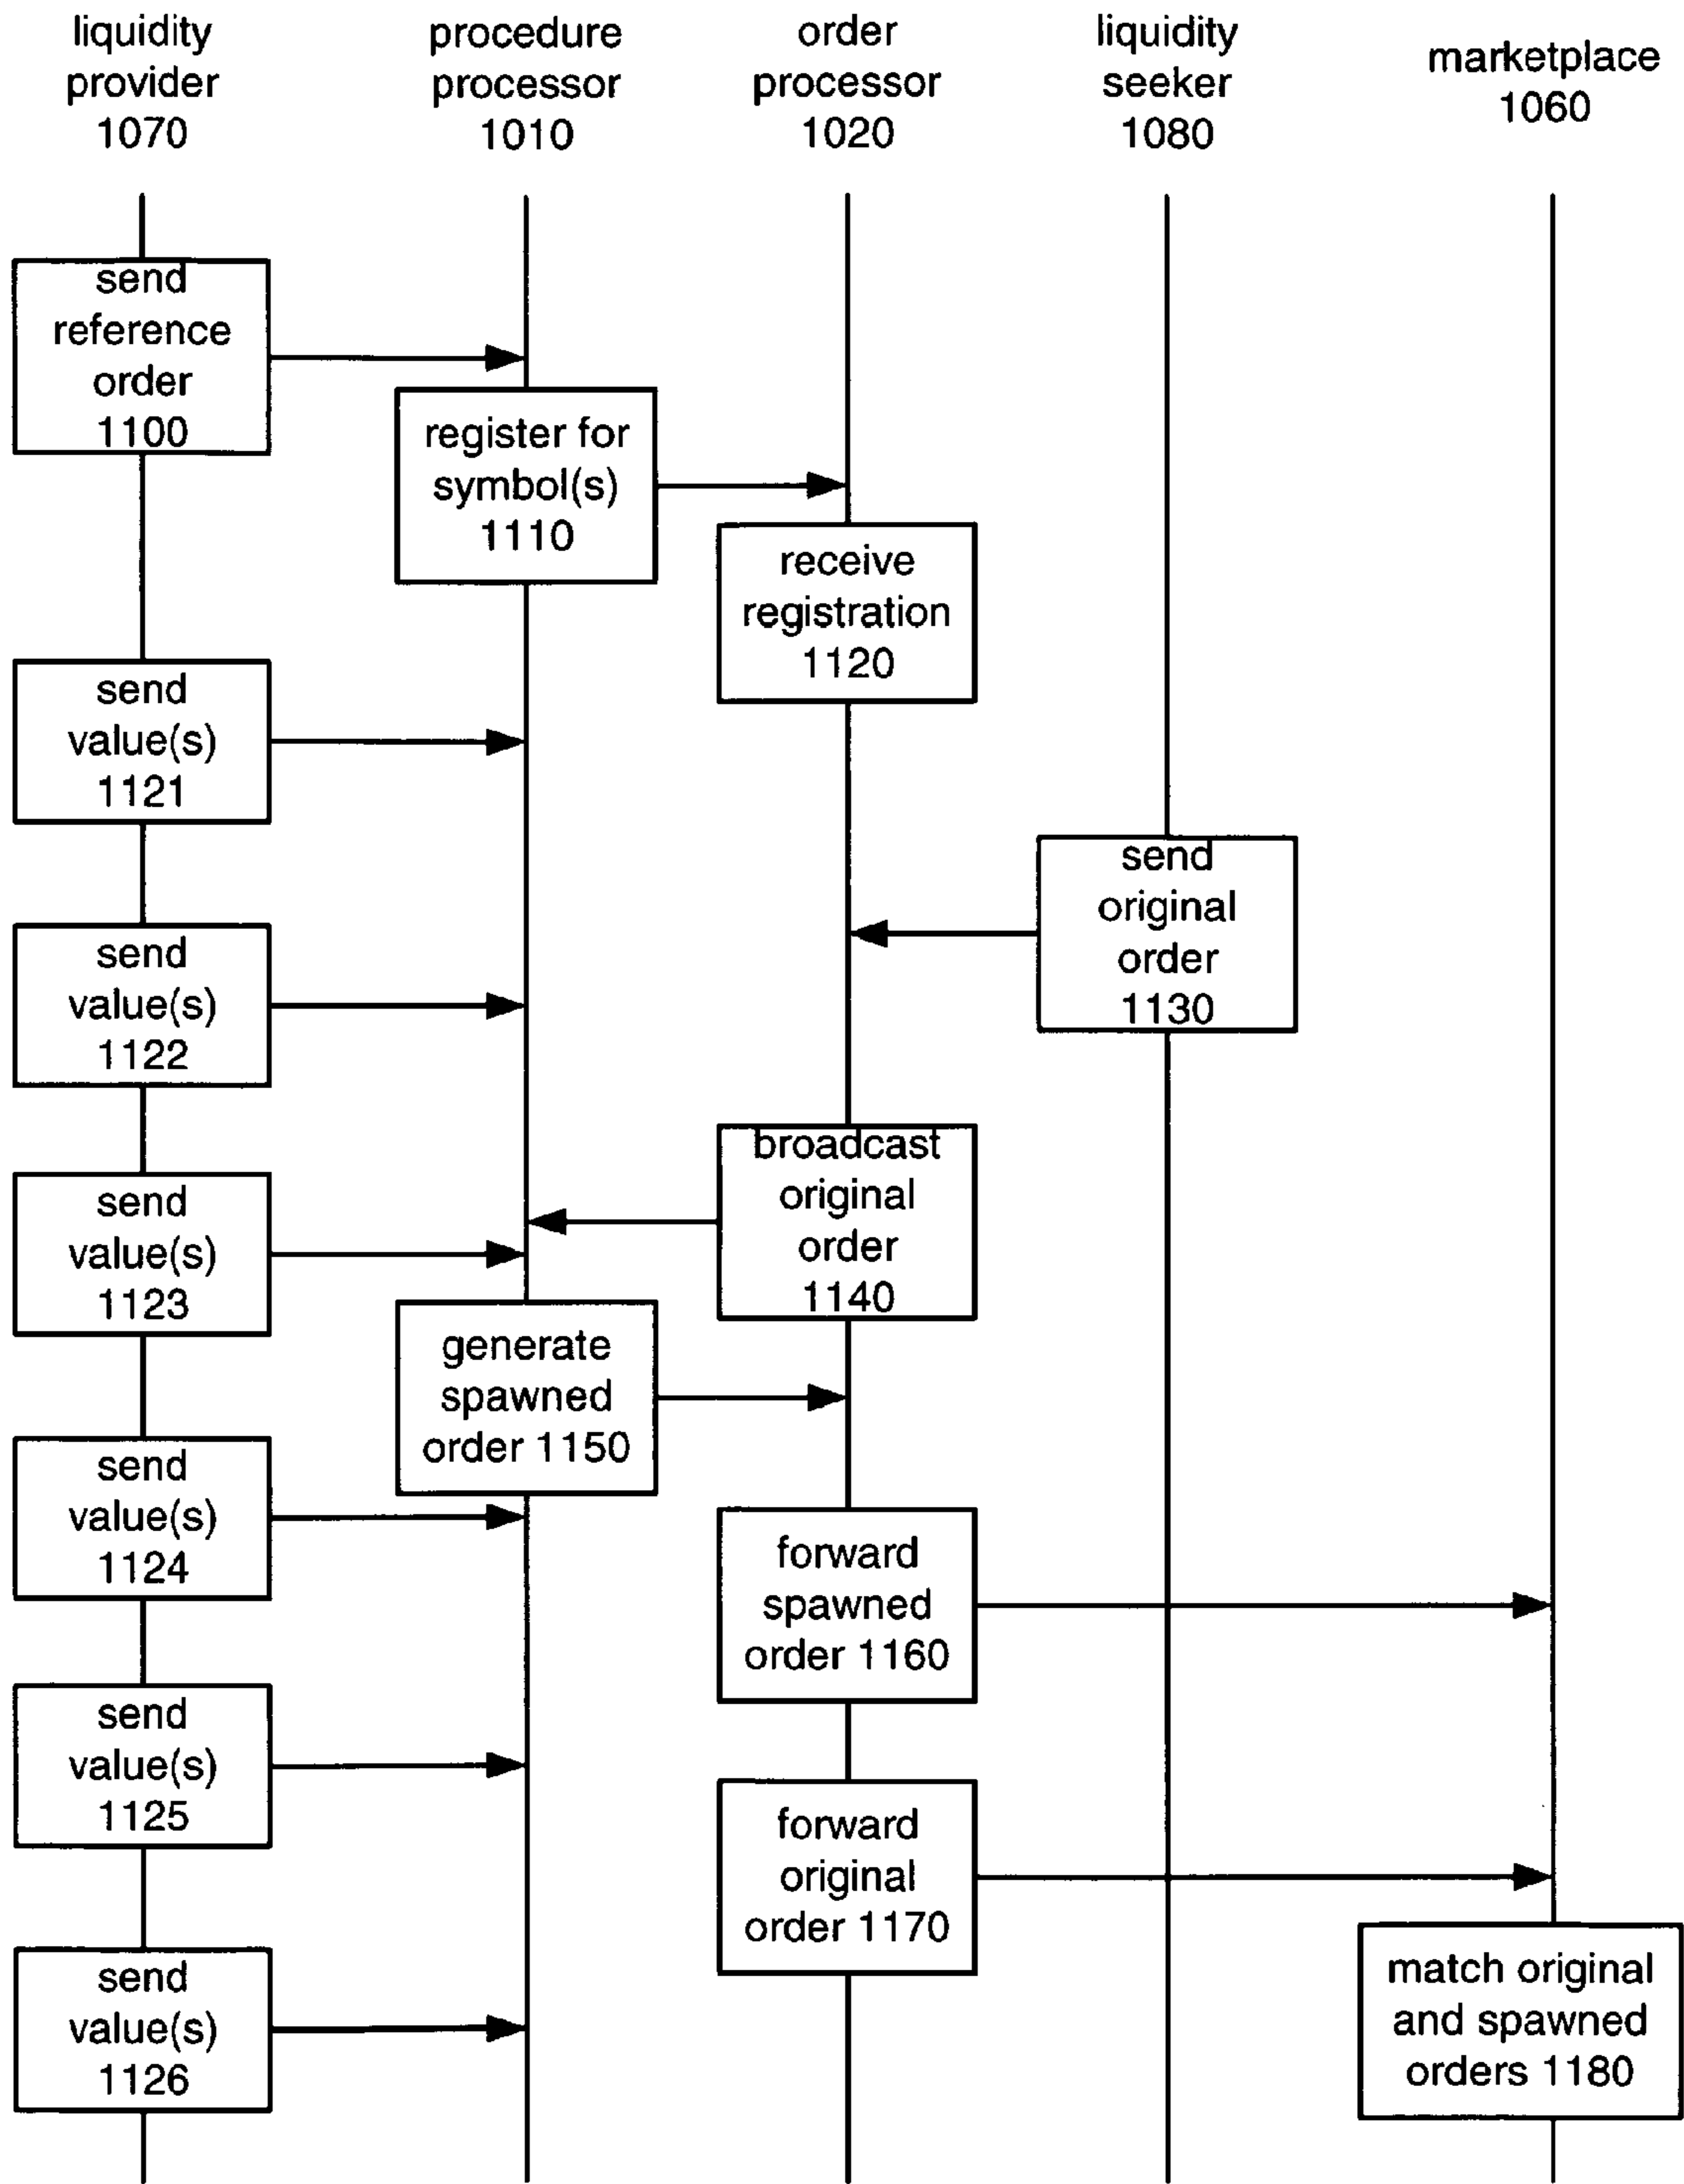 liquidity
provider
1070
procedure
processor
1010
order
processor
1020
liquidity
seeker
1080
marketplace
1060
send
reference
order
1100
register for
symbol(s)
1110
receive
registration
1120
send
value(s)
1121
send
original
order
1130
send
value(s)
1122
broadcast
original
order
1140
send
value(s)
1123
generate
spawned
order 1150
send
value(s)
1124
forward
spawned
order 1160
send
value(s)
1125
forward
original
order 1170
match original
and spawned
orders 1180
send
value(s)
1126